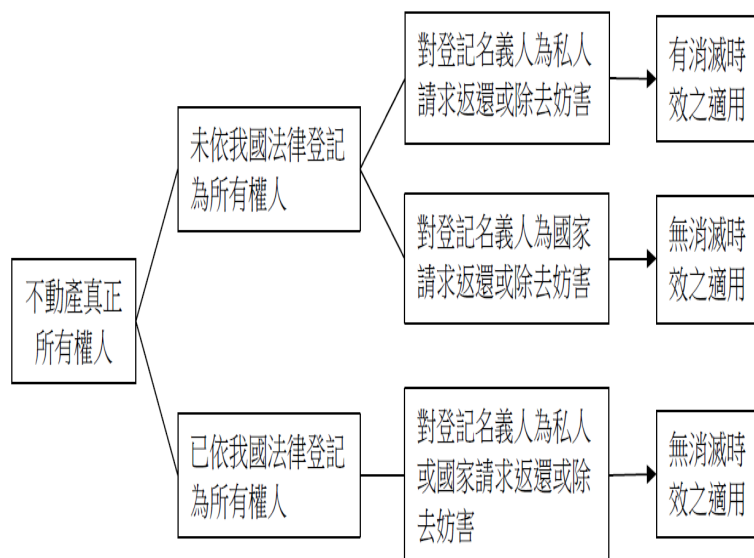 不動產真正
所有權人
未依我國法律登記
為所有權人
對登記名義人為私人
請求返還或除去妨害
有消滅時
效之適用
對登記名義人為國家
請求返還或除去妨害
無消滅時
效之適用
已依我國法律登記
為所有權人
對登記名義人為私人
或國家請求返還或除
去妨害
無消滅時
效之適用